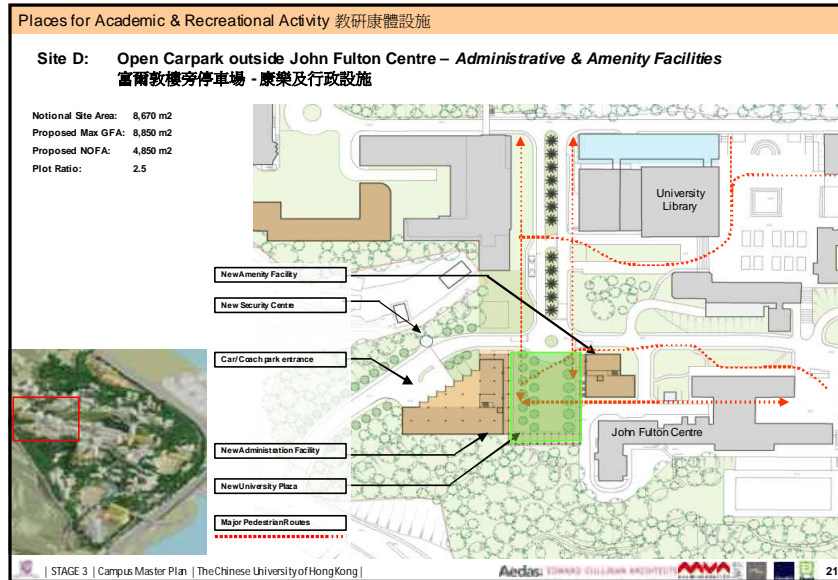 Places for Academic & Recreational Activity 教研康體設施
Site D: Open Carpark outside John Fulton Centre – Administrative & Amenity Facilities
富爾敦樓旁停車場 - 康樂及行政設施
Notional Site Area: 8,670 m2
Proposed Max GFA: 8,850 m2
Proposed NOFA: 4,850 m2
Plot Ratio: 2.5
University
Library
New Amenity Facility
New Security Centre
Car/ Coach park entrance
New Administration Facility
John Fulton Centre
New University Plaza
Major Pedestrian Routes
| STAGE 3 | Campus Master Plan | The Chinese University of Hong Kong |
Aedas
21